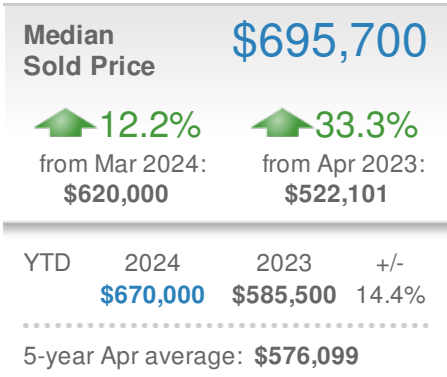 Median
Sold Price
$695,700
12.2%
33.3%
from Mar 2024:
from Apr 2023:
$620,000
$522,101
YTD 2024 2023 +/-
$670,000 $585,500 14.4%
5-year Apr average: $576,099